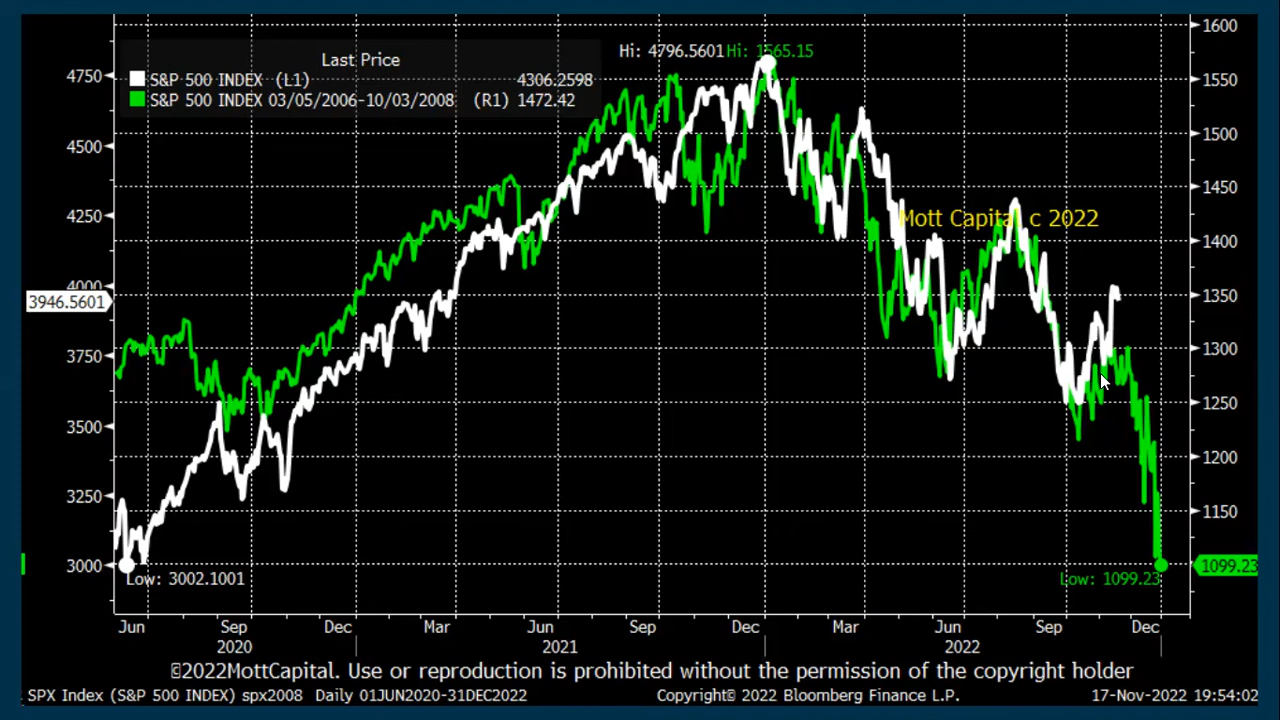 Hi: 4796.5601 Hi: 1565.15
Last Price
S&P 500 INDEX (L1) 4306.2598
S&P 500 INDEX 03/05/2006-10/03/2008 (R1) 1472.42
4750
4500
4250
4000
3946.5601
3750
3500
3250
3000
1600
1550
1500
1450
1400
1350
1300
1250
1200
1150
1099.23
Mott Capital c 2022
Low: 3002.1001
Low: 1099.23
Jun Sep Dec Mar Jun Sep Dec Mar Jun Sep Dec
2020 2021 2022
2022MottCapital. Use or reproduction is prohibited without the permission of the copyright holder
SPX Index (S&P 500 INDEX) spx2008 Daily 01JUN2020-31DEC2022 Copyright 2022 Bloomberg Finance L.P. 17-Nov-2022 19:54:02